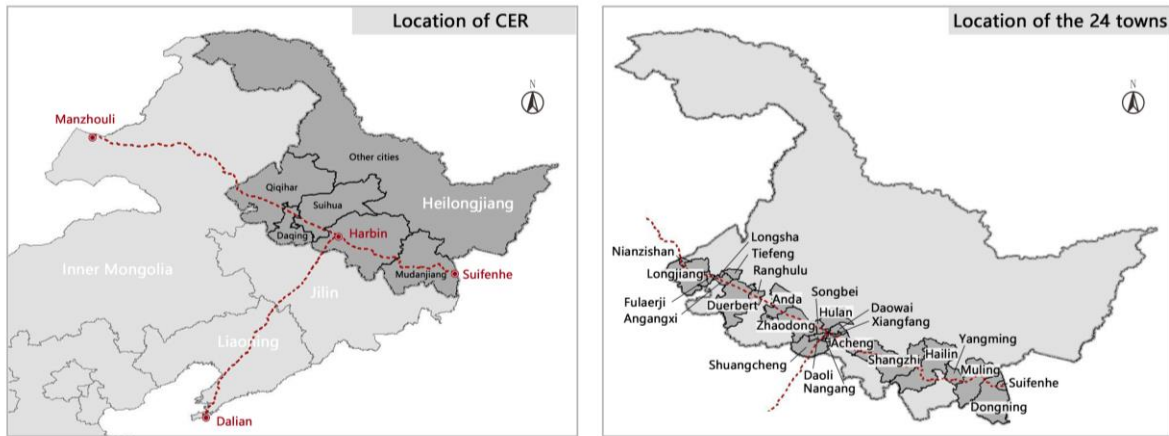 Location of CER
N
Manzhouli
Other cities
Qiqihar
Suihua
Heilongjiang
Daqing
Harbin
Mudanjiang
Suifenhe
Inner Mongolia
Jilin
Liaoning
Dalian
Location of the 24 towns
N
Nianzishan
Longsha
Tiefeng
Longjiang
Ranghulu
Fulaerji
Angangxi
Duerbert
Anda
Songbei
Hulan
Daowai
Zhaodong
Xiangfang
Acheng
Shuangcheng
Shangzhi
Hailin
Yangming
Daoli
Nangang
Muling
Suifenhe
Dongning